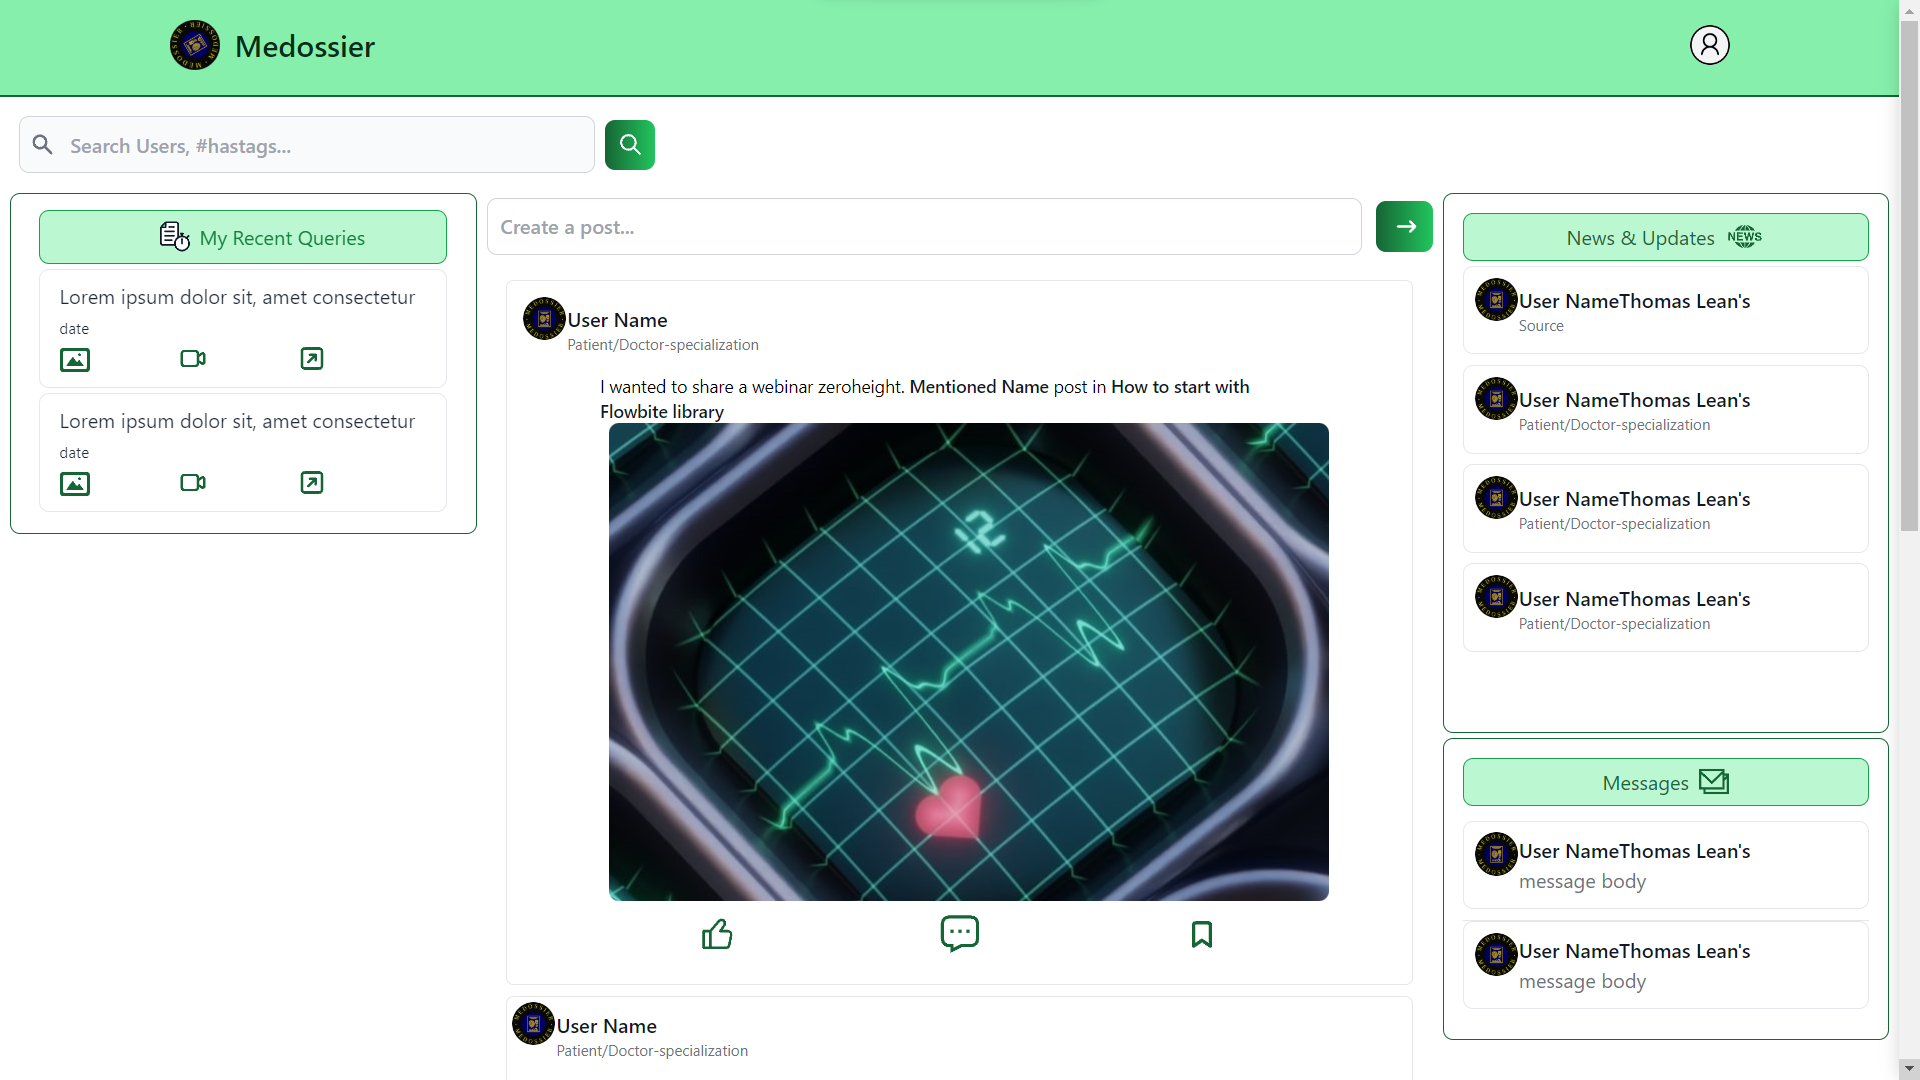 Medossier
Search Users, #hastags...
My Recent Queries
Lorem ipsum dolor sit, amet consectetur
date
Lorem ipsum dolor sit, amet consectetur
date
Create a post...
User Name
Patient/Doctor-specialization
I wanted to share a webinar zeroheight. Mentioned Name post in How to start with
Flowbite library
12
User Name
Patient/Doctor-specialization
News & Updates NEWS
User NameThomas Lean's
Source
User NameThomas Lean's
Patient/Doctor-specialization
User NameThomas Lean's
Patient/Doctor-specialization
User NameThomas Lean's
Patient/Doctor-specialization
Messages
User NameThomas Lean's
message body
User NameThomas Lean's
message body